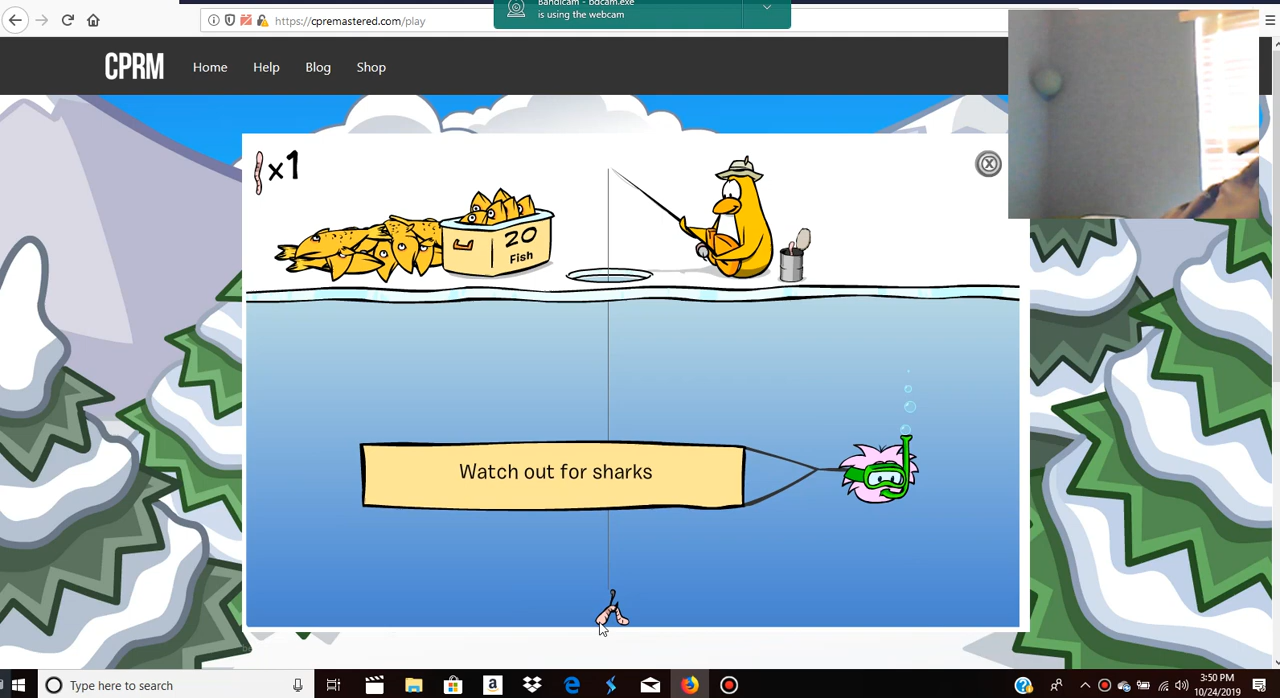 Bandicam - bdcam.exe
is using the webcam
https://cpremastered.com/play
CPRM
Home
Help
Blog
Shop
x1
20
Fish
Watch out for sharks
Type here to search
3:50 PM
10/24/2019